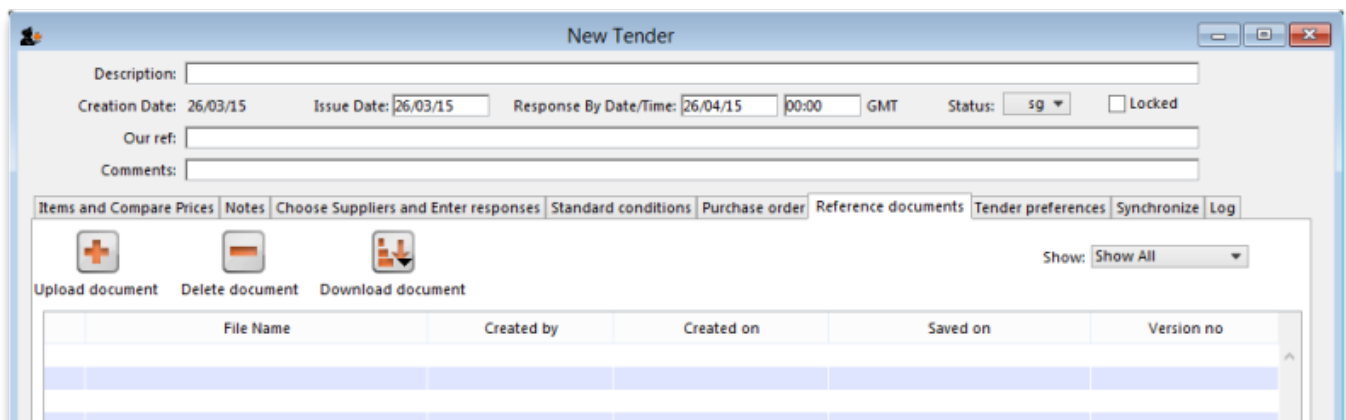 New Tender
Description:
Creation Date: 26/03/15 Issue Date: 26/03/15 Response By Date/Time: 26/04/15 00:00 GMT Status: sg Locked
Our ref:
Comments:
Items and Compare Prices Notes Choose Suppliers and Enter responses Standard conditions Purchase order Reference documents Tender preferences Synchronize Log
Show: Show All
Upload document Delete document Download document
File Name Created by Created on Saved on Version no